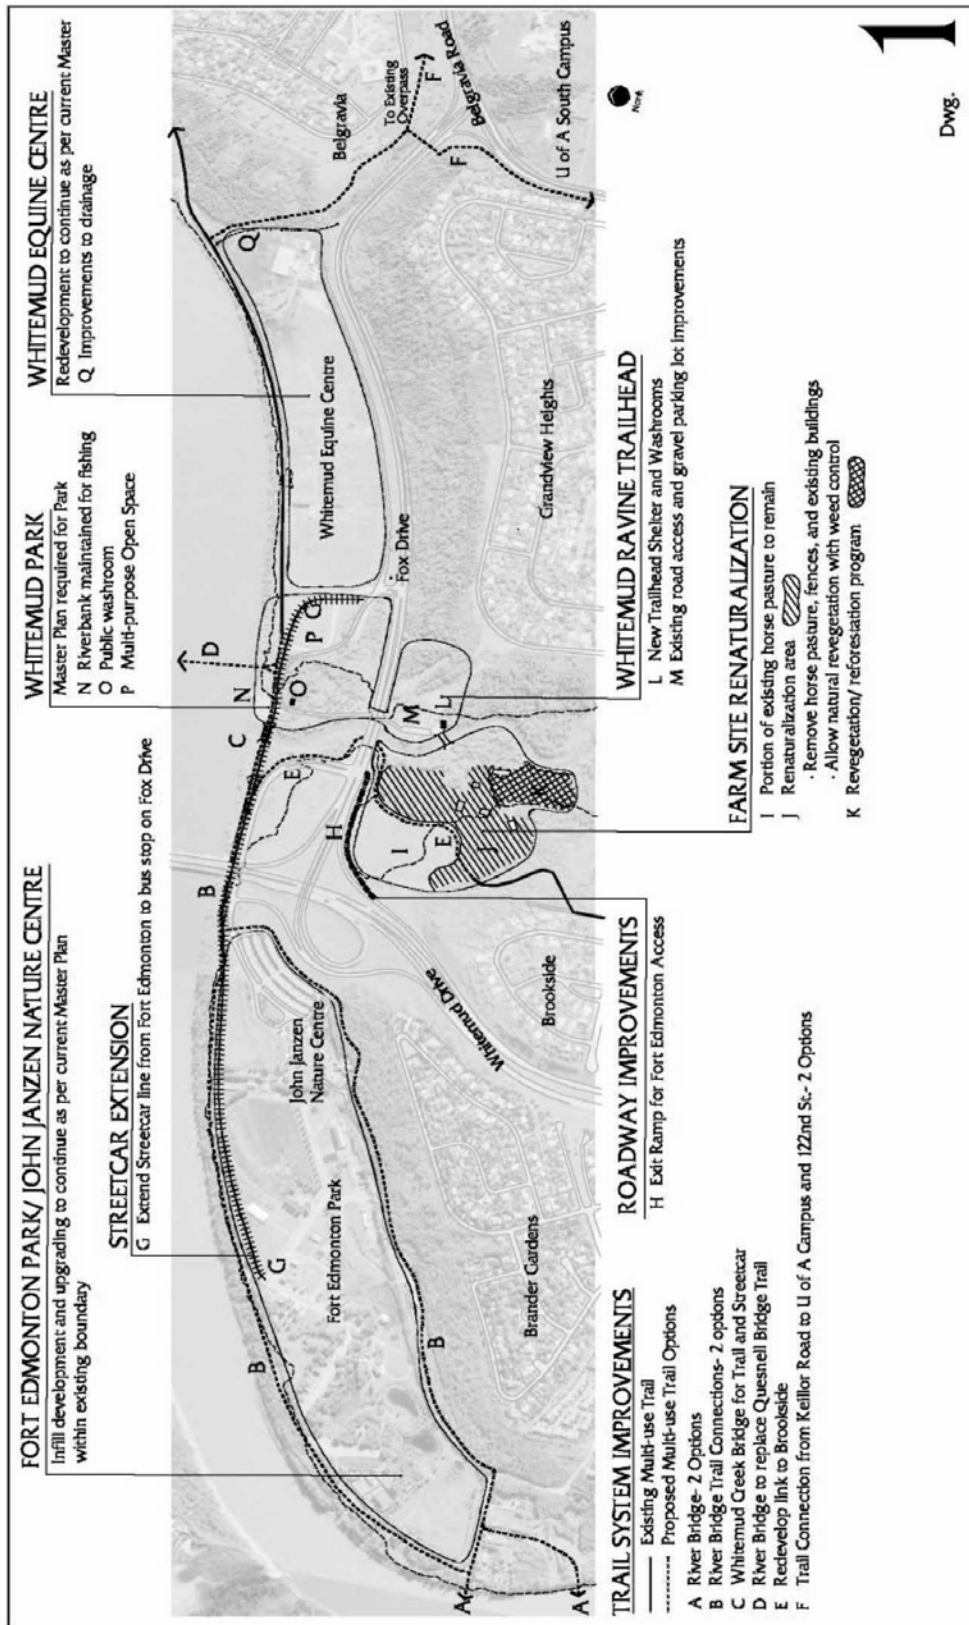 FORT EDMONTON PARK/ JOHN JANZEN NATURE CENTRE
Infill development and upgrading to continue as per current Master Plan
within existing boundary
STREETCAR EXTENSION
G Extend Streetcar line from Fort Edmonton to bus stop on Fox Drive
WHITEMUD PARK
Master Plan required for Park
N Riverbank maintained for fishing
O Public washroom
P Multi-purpose Open Space
WHITEMUD EQUINE CENTRE
Redevelopment to continue as per current Master
Q Improvements to drainage
A
A
B
B
B
G
Fort Edmonton Park
John Janzen
Nature Centre
Brander Gardens
Whitemud Drive
Brookside
C
D
N
O
P
G
E
H
I
E
J
K
M
L
Fox Drive
Whitemud Equine Centre
Q
Grandview Heights
Belgravia
To Existing
Overpass
F
F
Belgravia Road
U of A South Campus
North
TRAIL SYSTEM IMPROVEMENTS
Existing Multi-use Trail
Proposed Multi-use Trail Options
A River Bridge- 2 Options
B River Bridge Trail Connections- 2 options
C Whitemud Creek Bridge for Trail and Streetcar
D River Bridge to replace Quesnell Bridge Trail
E Redevelop link to Brookside
F Trail Connection from Keillor Road to U of A Campus and 122nd St.- 2 Options
ROADWAY IMPROVEMENTS
H Exit Ramp for Fort Edmonton Access
WHITEMUD RAVINE TRAILHEAD
L New Trailhead Shelter and Washrooms
M Existing road access and gravel parking lot improvements
FARM SITE RENATURALIZATION
I Portion of existing horse pasture to remain
J Renaturalization area
· Remove horse pasture, fences, and existing buildings
· Allow natural revegetation with weed control
K Revegetation/ reforestation program
Dwg.
1